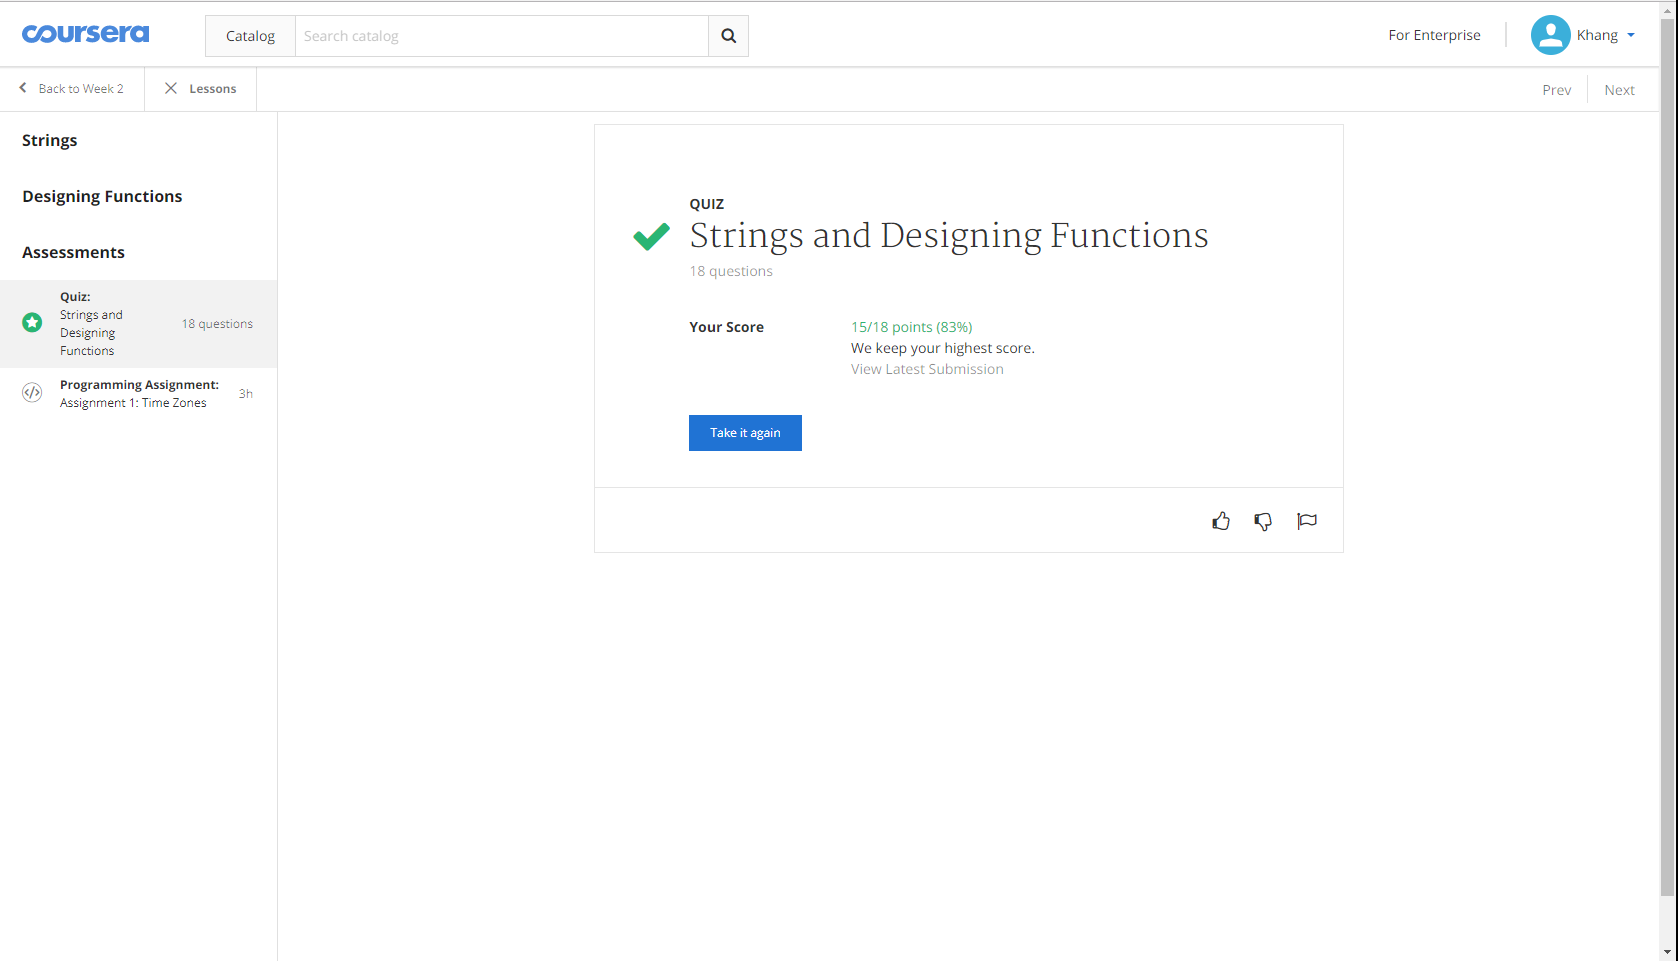 coursera
Catalog
Search catalog
For Enterprise
Khang
Back to Week 2
Lessons
Prev
Next
Strings
Designing Functions
Assessments
Quiz:
Strings and
Designing
Functions
18 questions
Programming Assignment:
Assignment 1: Time Zones
3h
QUIZ
Strings and Designing Functions
18 questions
Your Score
15/18 points (83%)
We keep your highest score.
View Latest Submission
Take it again